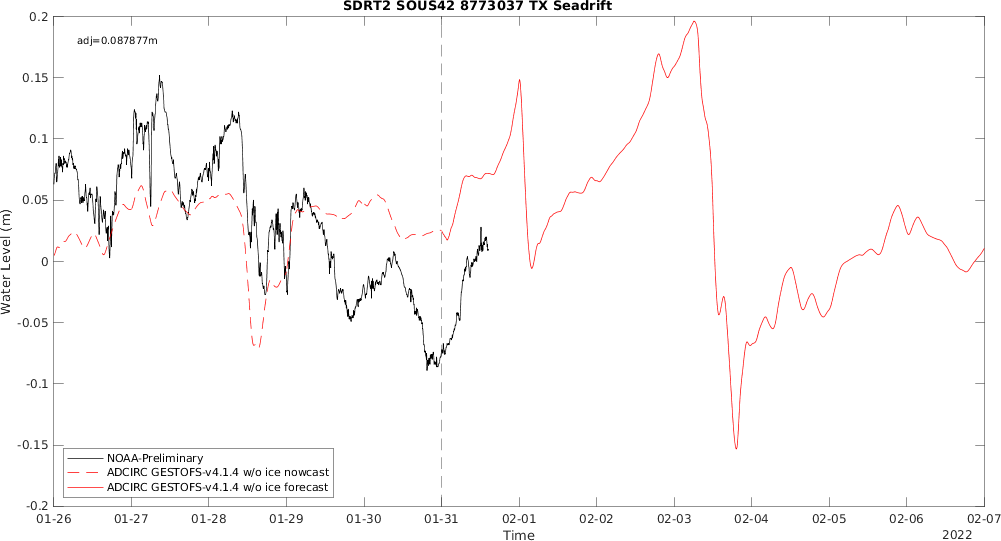 SDRT2 SOUS42 8773037 TX Seadrift
adj=0.087877m
0.2
0.15
0.1
0.05
0
-0.05
-0.1
-0.15
-0.2
Water Level (m)
NOAA-Preliminary
ADCIRC GESTOFS-v4.1.4 w/o ice nowcast
ADCIRC GESTOFS-v4.1.4 w/o ice forecast
01-26 01-27 01-28 01-29 01-30 01-31 02-01 02-02 02-03 02-04 02-05 02-06 02-07
Time
2022